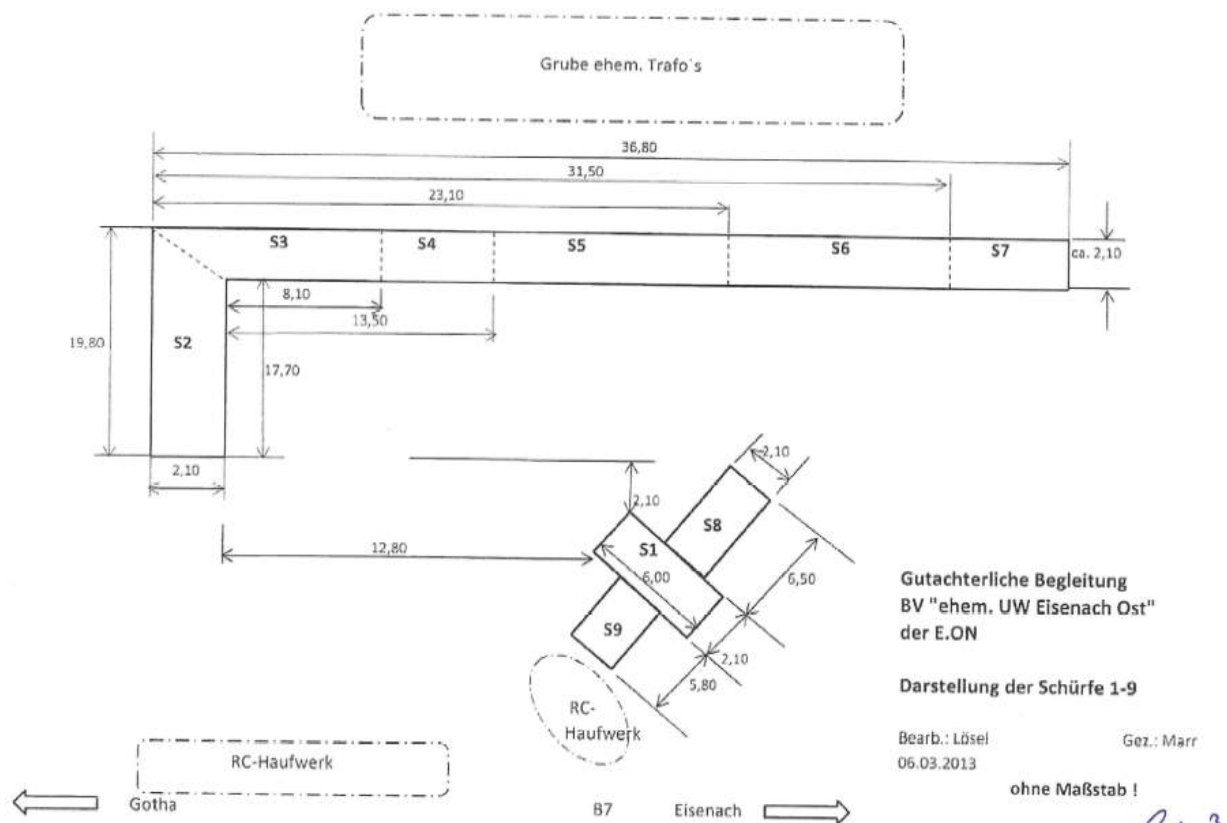 Grube ehem. Trafo`s
36,80
31,50
23,10
S3
S4
S5
S6
S7
ca. 2,10
8,10
13,50
19,80
S2
17,70
2,10
2,10
2,10
S8
12,80
S1
6,00
6,50
S9
2,10
5,80
Gutachterliche Begleitung
BV "ehem. UW Eisenach Ost"
der E.ON
Darstellung der Schürfe 1-9
RC-
Haufwerk
RC-Haufwerk
Bearb.: Lösel
Gez.: Marr
06.03.2013
ohne Maßstab !
Gotha
B7
Eisenach